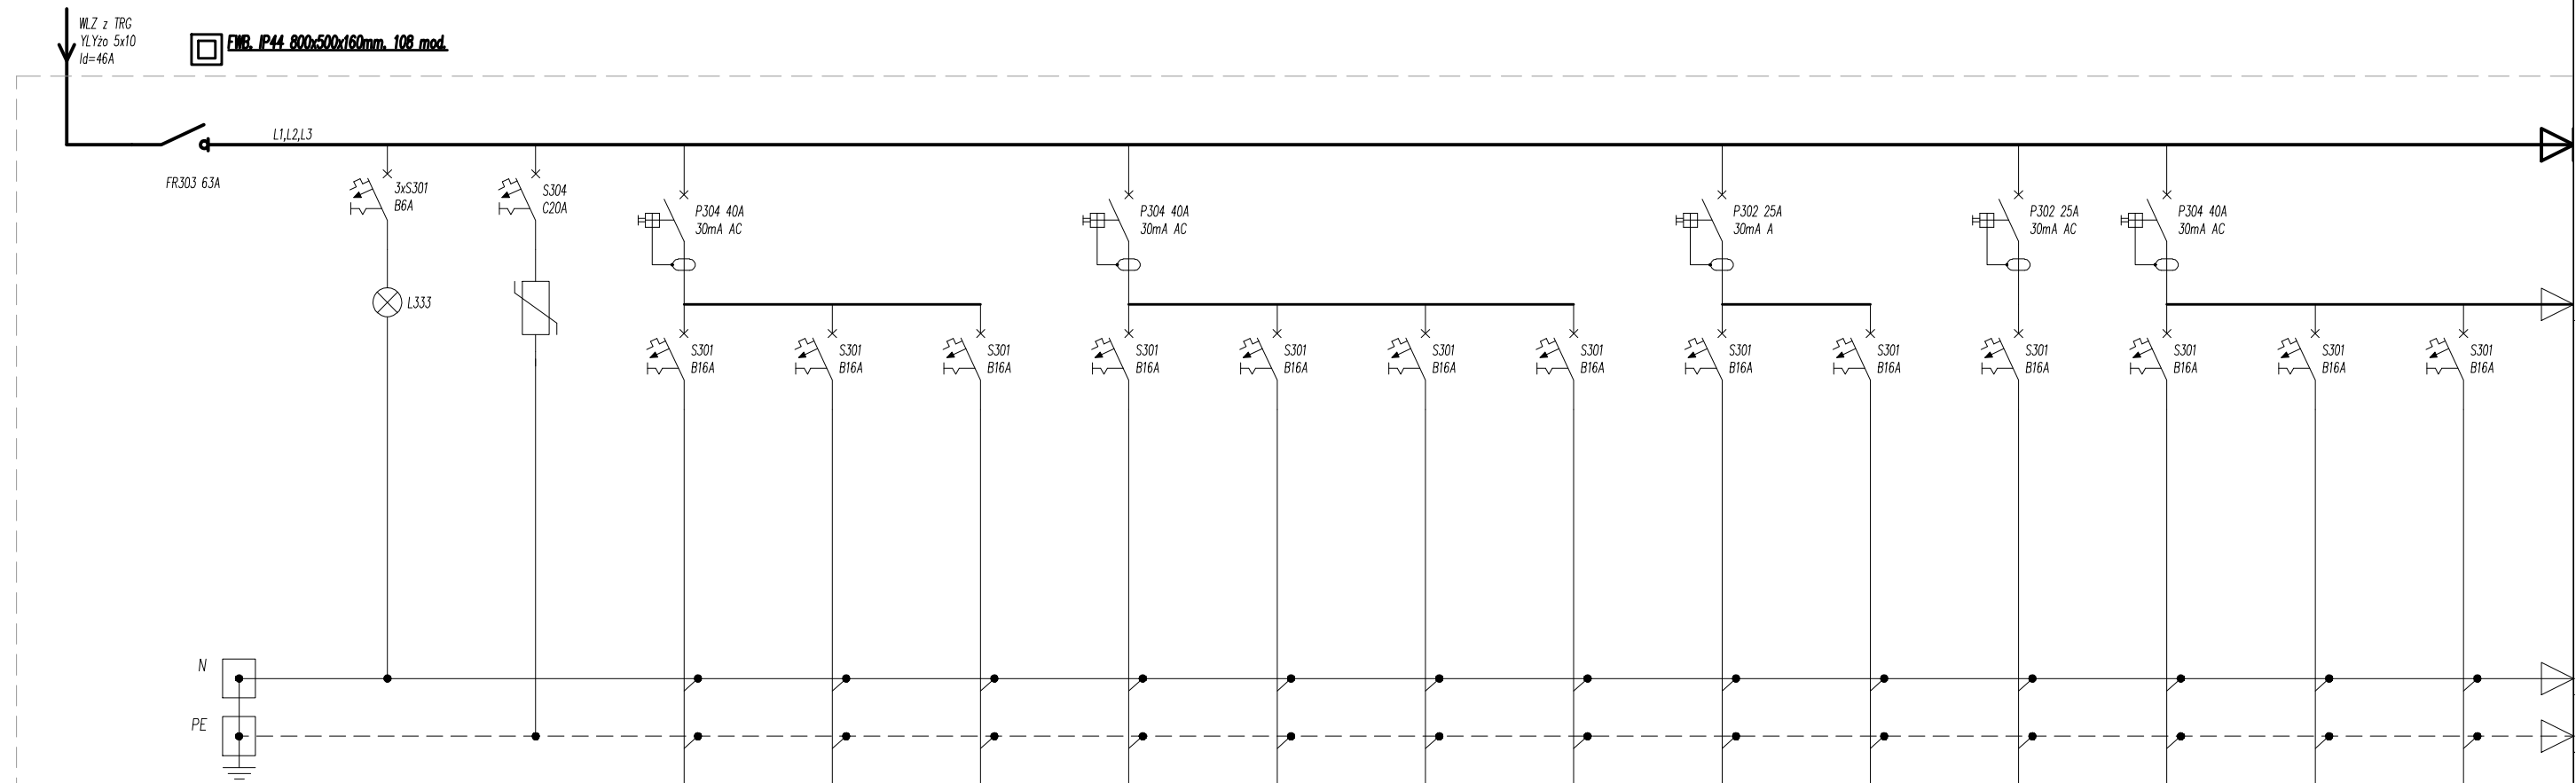 WLZ z TRG
YLYżo 5x10
Id=46A
FWB. IP44 800x500x160mm. 108 mod.
L1,L2,L3
FR303 63A
3xS301
B6A
S304
C20A
P304 40A
30mA AC
P304 40A
30mA AC
P302 25A
30mA A
P302 25A
30mA AC
P304 40A
30mA AC
L333
S301
B16A
S301
B16A
S301
B16A
S301
B16A
S301
B16A
S301
B16A
S301
B16A
S301
B16A
S301
B16A
S301
B16A
S301
B16A
S301
B16A
S301
B16A
N
PE